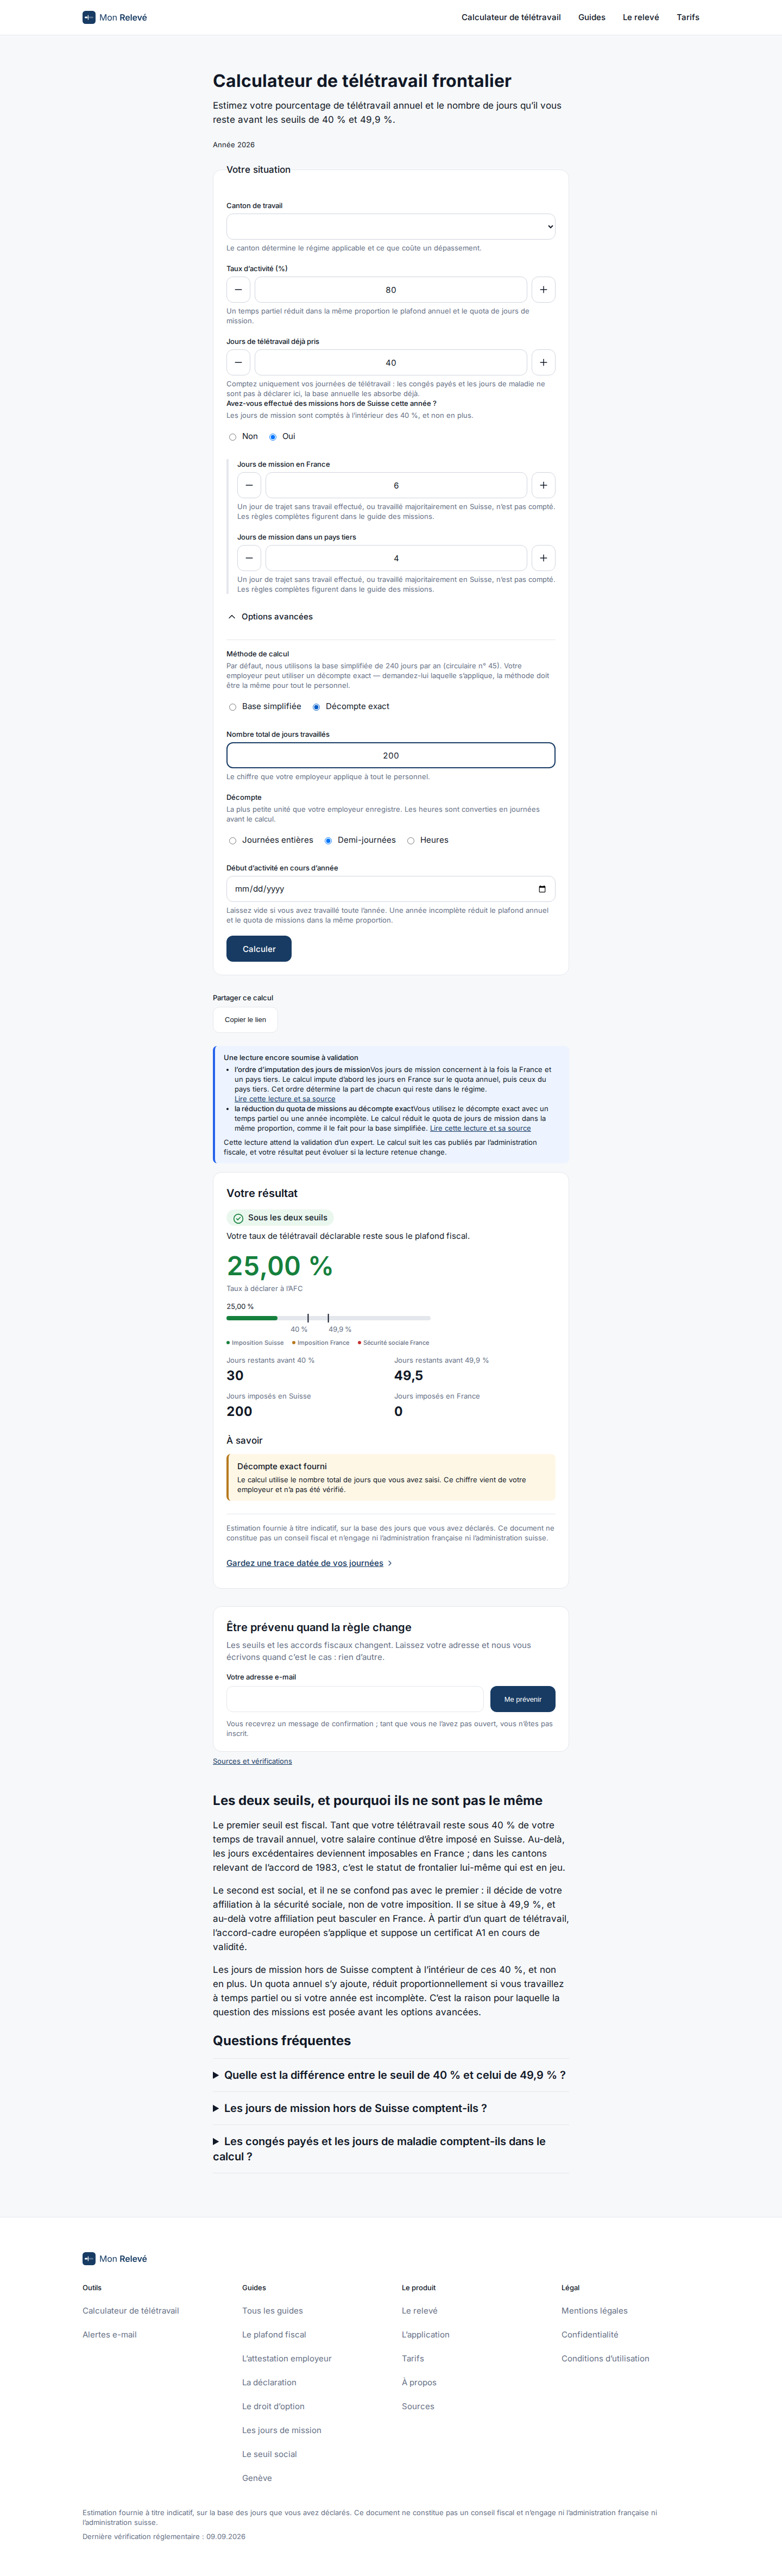 Mon Relevé
Calculateur de télétravail
Guides
Le relevé
Tarifs
Calculateur de télétravail frontalier
Estimez votre pourcentage de télétravail annuel et le nombre de jours qu’il vous
reste avant les seuils de 40 % et 49,9 %.
Année 2026
Votre situation
Canton de travail
Le canton détermine le régime applicable et ce que coûte un dépassement.
Taux d’activité (%)
80
Un temps partiel réduit dans la même proportion le plafond annuel et le quota de jours de
mission.
Jours de télétravail déjà pris
40
Comptez uniquement vos journées de télétravail : les congés payés et les jours de maladie ne
sont pas à déclarer ici, la base annuelle les absorbe déjà.
Avez-vous effectué des missions hors de Suisse cette année ?
Les jours de mission sont comptés à l’intérieur des 40 %, et non en plus.
Non
Oui
Jours de mission en France
6
Un jour de trajet sans travail effectué, ou travaillé majoritairement en Suisse, n’est pas compté.
Les règles complètes figurent dans le guide des missions.
Jours de mission dans un pays tiers
4
Un jour de trajet sans travail effectué, ou travaillé majoritairement en Suisse, n’est pas compté.
Les règles complètes figurent dans le guide des missions.
Options avancées
Méthode de calcul
Par défaut, nous utilisons la base simplifiée de 240 jours par an (circulaire n° 45). Votre
employeur peut utiliser un décompte exact — demandez-lui laquelle s’applique, la méthode doit
être la même pour tout le personnel.
Base simplifiée
Décompte exact
Nombre total de jours travaillés
200
Le chiffre que votre employeur applique à tout le personnel.
Décompte
La plus petite unité que votre employeur enregistre. Les heures sont converties en journées
avant le calcul.
Journées entières
Demi-journées
Heures
Début d’activité en cours d’année
mm/dd/yyyy
Laissez vide si vous avez travaillé toute l’année. Une année incomplète réduit le plafond annuel
et le quota de missions dans la même proportion.
Calculer
Partager ce calcul
Copier le lien
Une lecture encore soumise à validation
• l’ordre d’imputation des jours de missionVos jours de mission concernent à la fois la France et
un pays tiers. Le calcul impute d’abord les jours en France sur le quota annuel, puis ceux du
pays tiers. Cet ordre détermine la part de chacun qui reste dans le régime.
Lire cette lecture et sa source
• la réduction du quota de missions au décompte exactVous utilisez le décompte exact avec un
temps partiel ou une année incomplète. Le calcul réduit le quota de jours de mission dans la
même proportion, comme il le fait pour la base simplifiée. Lire cette lecture et sa source
Cette lecture attend la validation d’un expert. Le calcul suit les cas publiés par l’administration
fiscale, et votre résultat peut évoluer si la lecture retenue change.
Votre résultat
Sous les deux seuils
Votre taux de télétravail déclarable reste sous le plafond fiscal.
25,00 %
Taux à déclarer à l’AFC
25,00 %
40 %
49,9 %
Imposition Suisse
Imposition France
Sécurité sociale France
Jours restants avant 40 %
30
Jours restants avant 49,9 %
49,5
Jours imposés en Suisse
200
Jours imposés en France
0
À savoir
Décompte exact fourni
Le calcul utilise le nombre total de jours que vous avez saisi. Ce chiffre vient de votre
employeur et n’a pas été vérifié.
Estimation fournie à titre indicatif, sur la base des jours que vous avez déclarés. Ce document ne
constitue pas un conseil fiscal et n’engage ni l’administration française ni l’administration suisse.
Gardez une trace datée de vos journées
Être prévenu quand la règle change
Les seuils et les accords fiscaux changent. Laissez votre adresse et nous vous
écrivons quand c’est le cas : rien d’autre.
Votre adresse e-mail
Me prévenir
Vous recevrez un message de confirmation ; tant que vous ne l’avez pas ouvert, vous n’êtes pas
inscrit.
Sources et vérifications
Les deux seuils, et pourquoi ils ne sont pas le même
Le premier seuil est fiscal. Tant que votre télétravail reste sous 40 % de votre
temps de travail annuel, votre salaire continue d’être imposé en Suisse. Au-delà,
les jours excédentaires deviennent imposables en France ; dans les cantons
relevant de l’accord de 1983, c’est le statut de frontalier lui-même qui est en jeu.
Le second est social, et il ne se confond pas avec le premier : il décide de votre
affiliation à la sécurité sociale, non de votre imposition. Il se situe à 49,9 %, et
au-delà votre affiliation peut basculer en France. À partir d’un quart de télétravail,
l’accord-cadre européen s’applique et suppose un certificat A1 en cours de
validité.
Les jours de mission hors de Suisse comptent à l’intérieur de ces 40 %, et non
en plus. Un quota annuel s’y ajoute, réduit proportionnellement si vous travaillez
à temps partiel ou si votre année est incomplète. C’est la raison pour laquelle la
question des missions est posée avant les options avancées.
Questions fréquentes
Quelle est la différence entre le seuil de 40 % et celui de 49,9 % ?
Les jours de mission hors de Suisse comptent-ils ?
Les congés payés et les jours de maladie comptent-ils dans le
calcul ?
Mon Relevé
Outils
Calculateur de télétravail
Alertes e-mail
Guides
Tous les guides
Le plafond fiscal
L’attestation employeur
La déclaration
Le droit d’option
Les jours de mission
Le seuil social
Genève
Le produit
Le relevé
L’application
Tarifs
À propos
Sources
Légal
Mentions légales
Confidentialité
Conditions d’utilisation
Estimation fournie à titre indicatif, sur la base des jours que vous avez déclarés. Ce document ne constitue pas un conseil fiscal et n’engage ni l’administration française ni
l’administration suisse.
Dernière vérification réglementaire : 09.09.2026